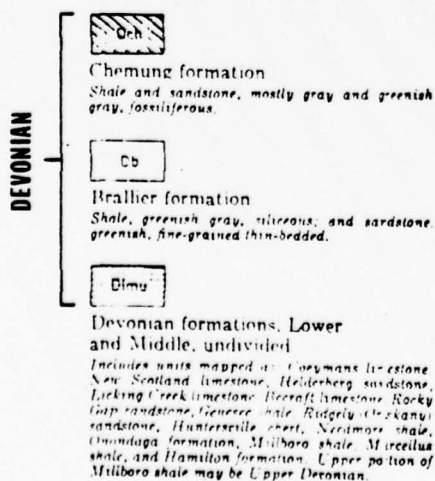 DEVONIAN
Dch
Chemung formation
Shale and sandstone, mostly gray and greenish
gray, fossiliferous.
Db
Brallier formation
Shale, greenish gray, siliceous; and sandstone,
greenish, fine-grained thin-bedded.
Dlmu
Devonian formations, Lower
and Middle, undivided
Includes units mapped as Coeymans limestone,
New Scotland limestone, Helderberg sandstone,
Licking Creek limestone, Becraft limestone, Rocky
Gap sandstone, Genesee shale, Ridgely (Oriskany)
sandstone, Huntersville chert, Needmore shale,
Onondaga formation, Millboro shale, Marcellus
shale, and Hamilton formation. Upper portion of
Millboro shale may be Upper Devonian.